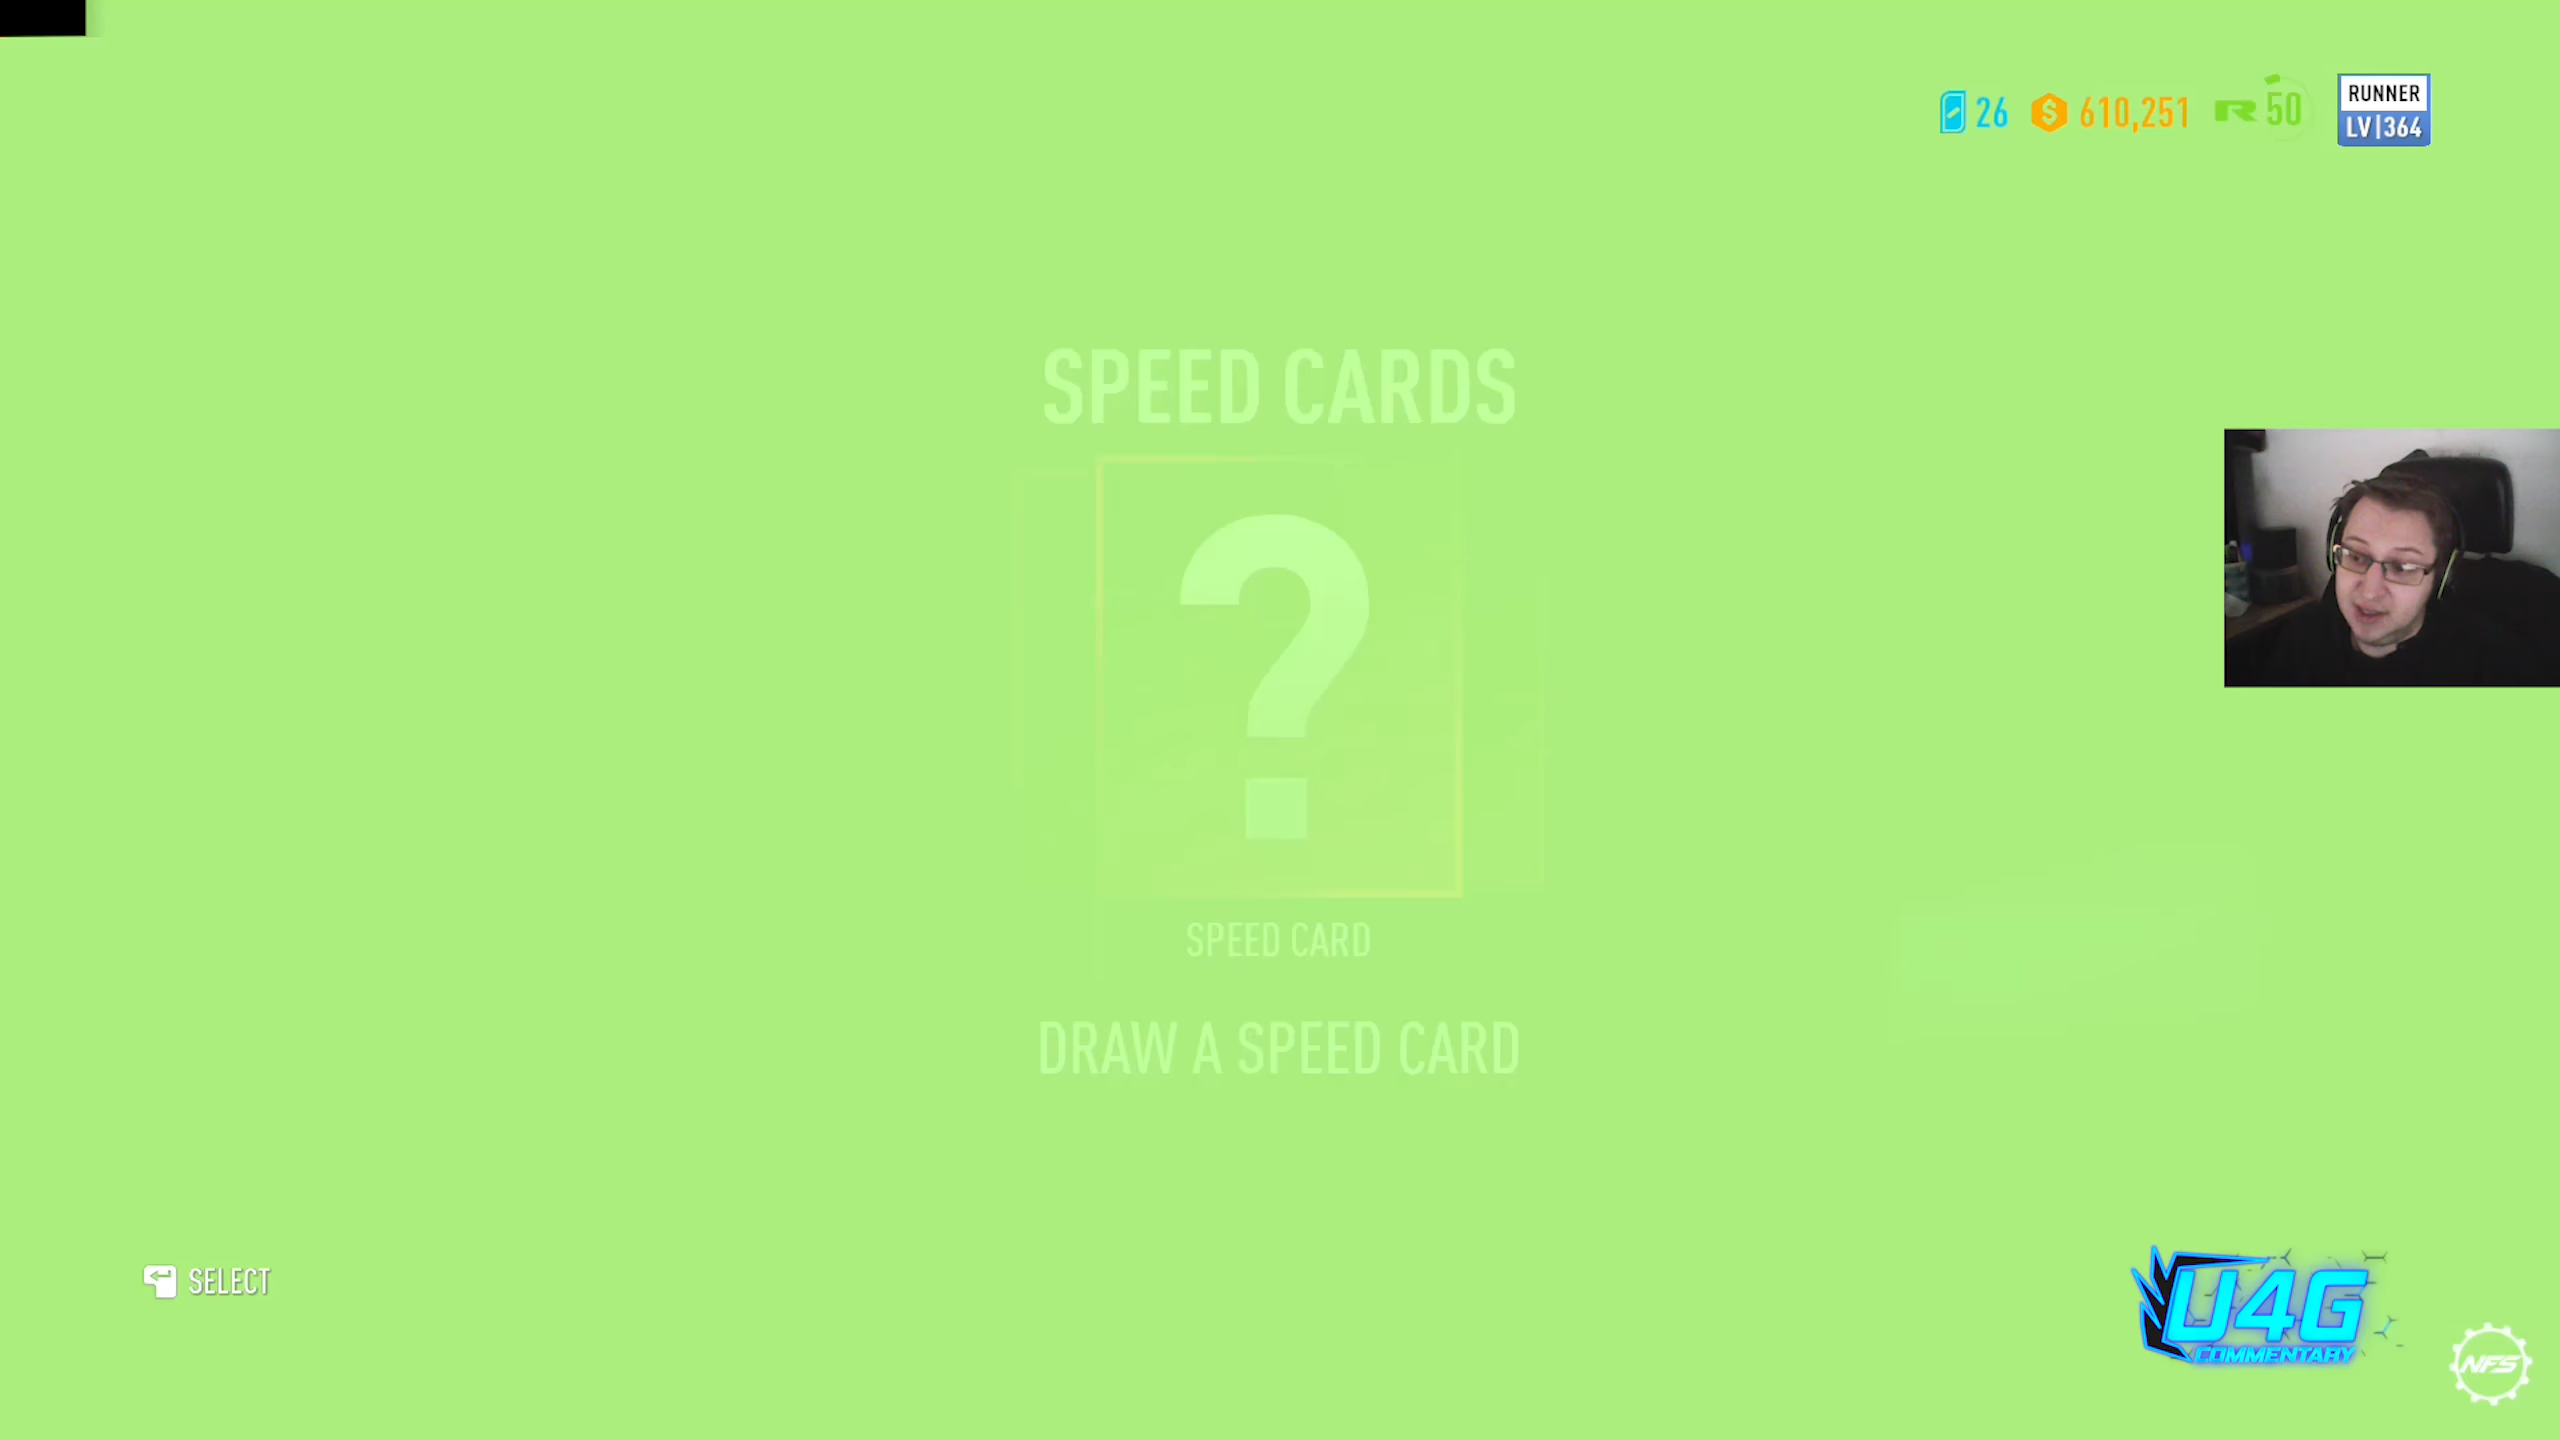 26 610,251 R 50 RUNNER
LV|364
SPEED CARDS
?
SPEED CARD
DRAW A SPEED CARD
SELECT
U4G
COMMENTARY
NFS